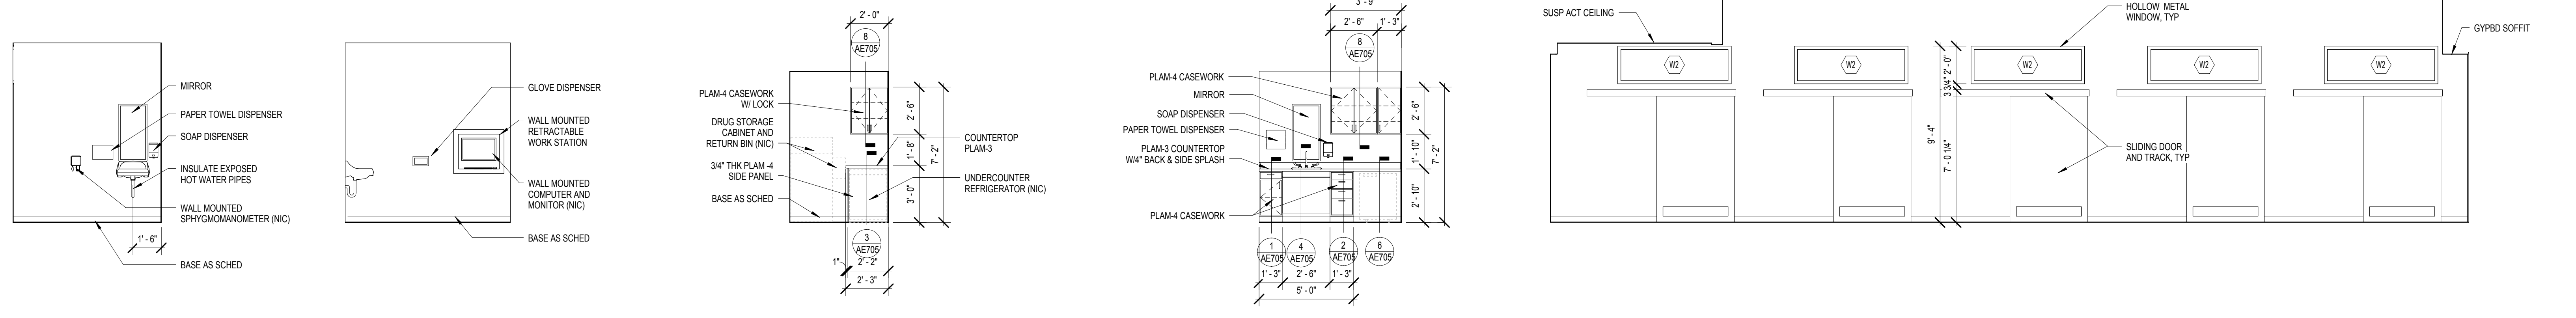 MIRROR
PAPER TOWEL DISPENSER
SOAP DISPENSER
INSULATE EXPOSED
HOT WATER PIPES
WALL MOUNTED
SPHYGMOMANOMETER (NIC)
1' - 6"
BASE AS SCHED
GLOVE DISPENSER
WALL MOUNTED
RETRACTABLE
WORK STATION
WALL MOUNTED
COMPUTER AND
MONITOR (NIC)
BASE AS SCHED
2' - 0"
8
AE705
PLAM-4 CASEWORK
W/ LOCK
DRUG STORAGE
CABINET AND
RETURN BIN (NIC)
3/4" THK PLAM -4
SIDE PANEL
BASE AS SCHED
2' - 6"
1' - 8"
3' - 0"
7' - 2"
COUNTERTOP
PLAM-3
UNDERCOUNTER
REFRIGERATOR (NIC)
3
AE705
1"
2' - 2"
2' - 3"
3' - 9"
2' - 6"
1' - 3"
8
AE705
PLAM-4 CASEWORK
MIRROR
SOAP DISPENSER
PAPER TOWEL DISPENSER
PLAM-3 COUNTERTOP
W/4" BACK & SIDE SPLASH
PLAM-4 CASEWORK
2' - 6"
1' - 10"
2' - 10"
7' - 2"
1
AE705
4
AE705
2
AE705
6
AE705
1' - 3"
2' - 6"
1' - 3"
5' - 0"
SUSP ACT CEILING
HOLLOW METAL
WINDOW, TYP
GYPBD SOFFIT
W2
W2
W2
W2
W2
2' - 0"
3 3/4"
9' - 4"
7' - 0 1/4"
SLIDING DOOR
AND TRACK, TYP